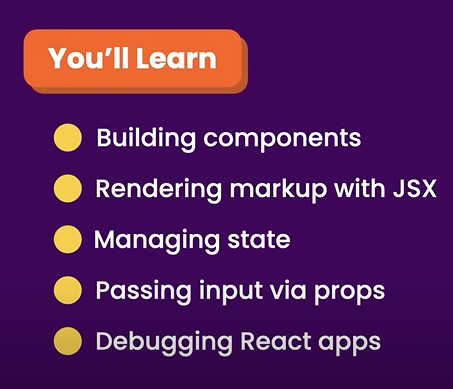 You’ll Learn
Building components
Rendering markup with JSX
Managing state
Passing input via props
Debugging React apps